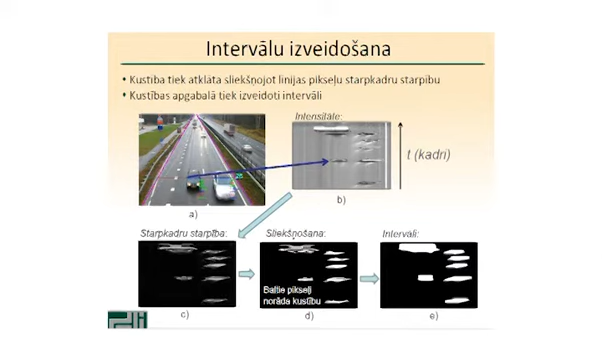 Intervālu izveidošana
• Kustība tiek atklāta sliekšņojot līnijas pikseļu starpkadru starpību
• Kustības apgabalā tiek izveidoti intervāli
Intensitāte:
t (kadri)
a)
b)
Starpkadru starpība:
Sliekšņošana:
Intervāli:
Baltie pikseļi
norāda kustību
c)
d)
e)